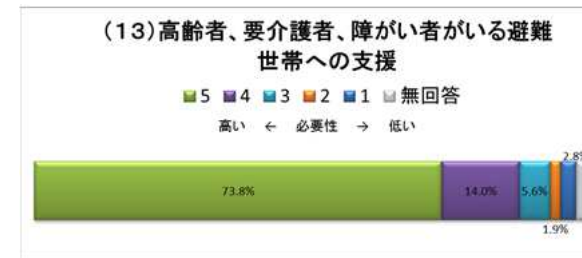 (13)高齢者、要介護者、障がい者がいる避難
世帯への支援
5 4 3 2 1 無回答
高い ← 必要性 → 低い
2.8%
73.8% 14.0% 5.6%
1.9%